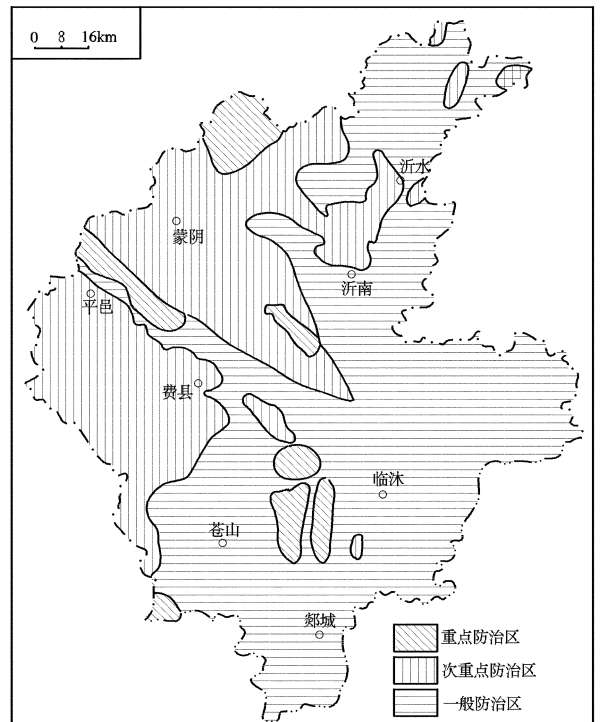 0 8 16km
沂水
蒙阴
沂南
平邑
费县
临沭
苍山
郯城
重点防治区
次重点防治区
一般防治区